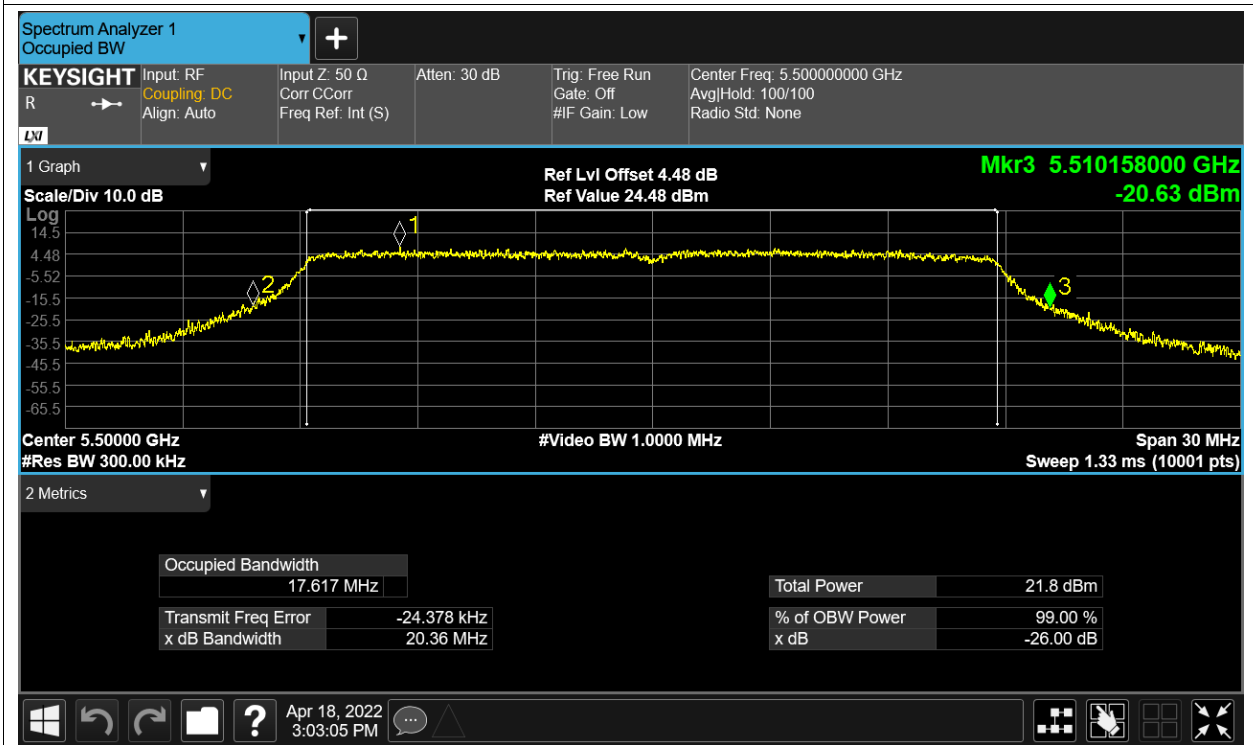 Spectrum Analyzer 1
Occupied BW
KEYSIGHT
R
LXI
Input: RF
Coupling: DC
Align: Auto
Input Z: 50 Ω
Corr CCorr
Freq Ref: Int (S)
Atten: 30 dB
Trig: Free Run
Gate: Off
#IF Gain: Low
Center Freq: 5.500000000 GHz
Avg|Hold: 100/100
Radio Std: None
1 Graph
Scale/Div 10.0 dB
Ref Lvl Offset 4.48 dB
Ref Value 24.48 dBm
Mkr3 5.510158000 GHz
-20.63 dBm
Log
14.5
4.48
-5.52
-15.5
-25.5
-35.5
-45.5
-55.5
-65.5
1
2
3
Center 5.50000 GHz
#Res BW 300.00 kHz
#Video BW 1.0000 MHz
Span 30 MHz
Sweep 1.33 ms (10001 pts)
2 Metrics
Occupied Bandwidth
17.617 MHz
Transmit Freq Error -24.378 kHz
x dB Bandwidth 20.36 MHz
Total Power 21.8 dBm
% of OBW Power 99.00 %
x dB -26.00 dB
?
Apr 18, 2022
3:03:05 PM